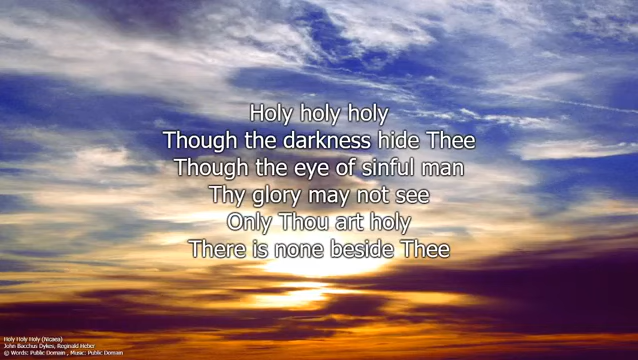 Holy holy holy
Though the darkness hide Thee
Though the eye of sinful man
Thy glory may not see
Only Thou art holy
There is none beside Thee
Holy Holy Holy (Nicaea)
John Bacchus Dykes, Reginald Heber
© Words: Public Domain , Music: Public Domain